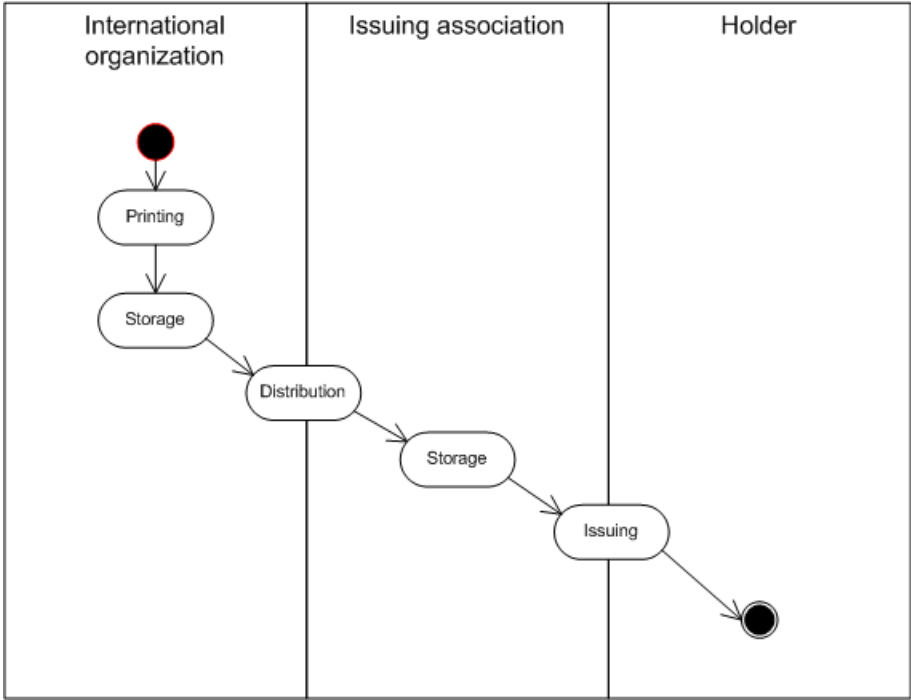 International
organization
Issuing association
Holder
Printing
Storage
Distribution
Storage
Issuing